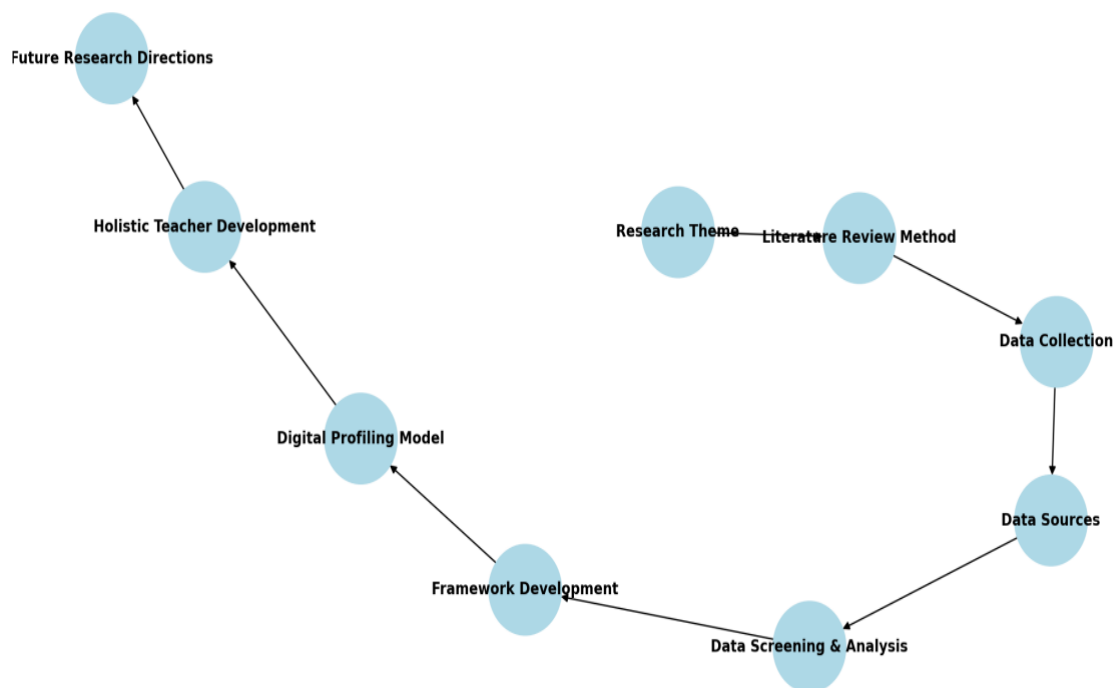 Future Research Directions
Holistic Teacher Development
Research Theme
Literature Review Method
Data Collection
Digital Profiling Model
Data Sources
Framework Development
Data Screening & Analysis